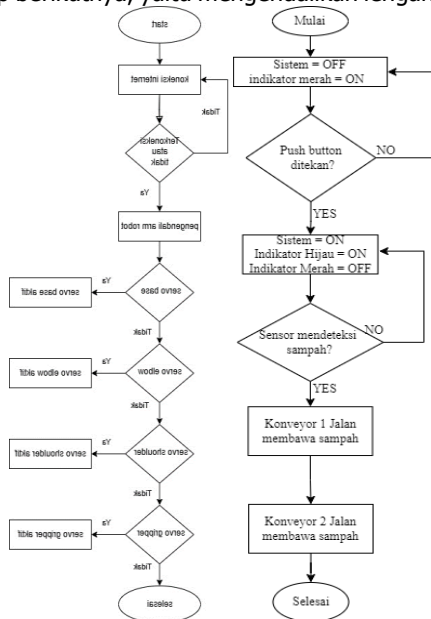 berikutnya, yaitu mengendalikan lengan
start
koneksi internet
Tidak
Terkoneksi
atau
tidak
Ya
pengendali arm robot
servo base
Ya
servo base aktif
Tidak
servo elbow
Ya
servo elbow aktif
Tidak
servo shoulder
Ya
servo shoulder aktif
Tidak
servo gripper
Ya
servo gripper aktif
Tidak
selesai
Mulai
Sistem = OFF
indikator merah = ON
Push button
ditekan?
NO
YES
Sistem = ON
Indikator Hijau = ON
Indikator Merah = OFF
Sensor mendeteksi
sampah?
NO
YES
Konveyor 1 Jalan
membawa sampah
Konveyor 2 Jalan
membawa sampah
Selesai